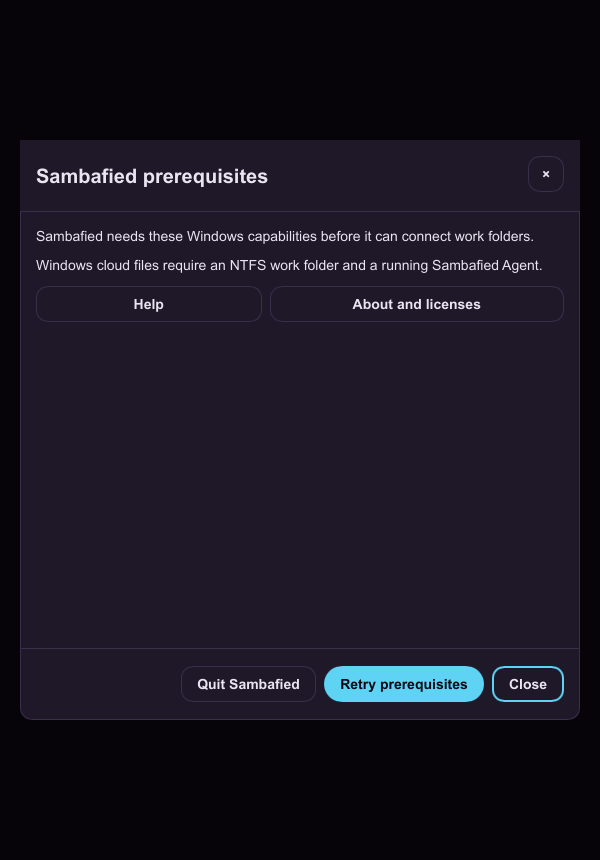 Sambafied prerequisites
×
Sambafied needs these Windows capabilities before it can connect work folders.
Windows cloud files require an NTFS work folder and a running Sambafied Agent.
Help
About and licenses
Quit Sambafied
Retry prerequisites
Close